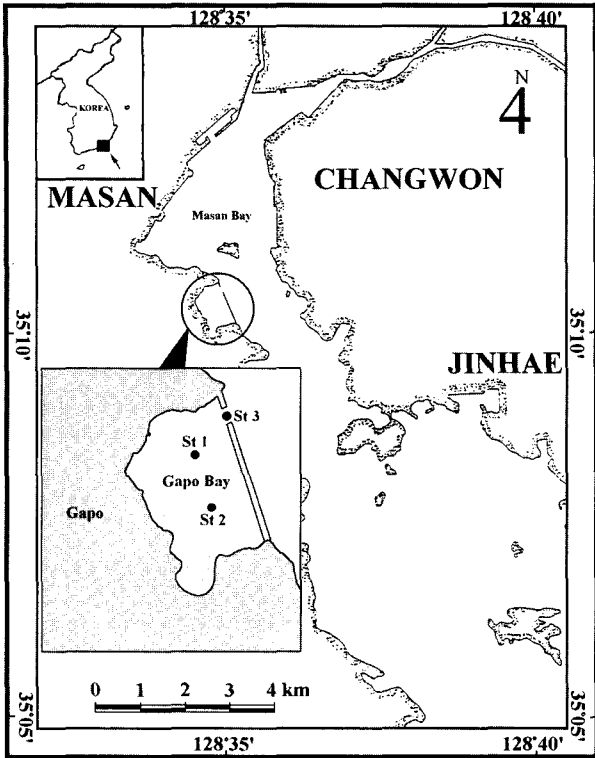 128°35'
128°40'
N
4
KOREA
MASAN
CHANGWON
Masan Bay
35°10'
35°10'
JINHAE
St 3
St 1
Gapo Bay
Gapo
St 2
0 1 2 3 4 km
35°05'
35°05'
128°35'
128°40'